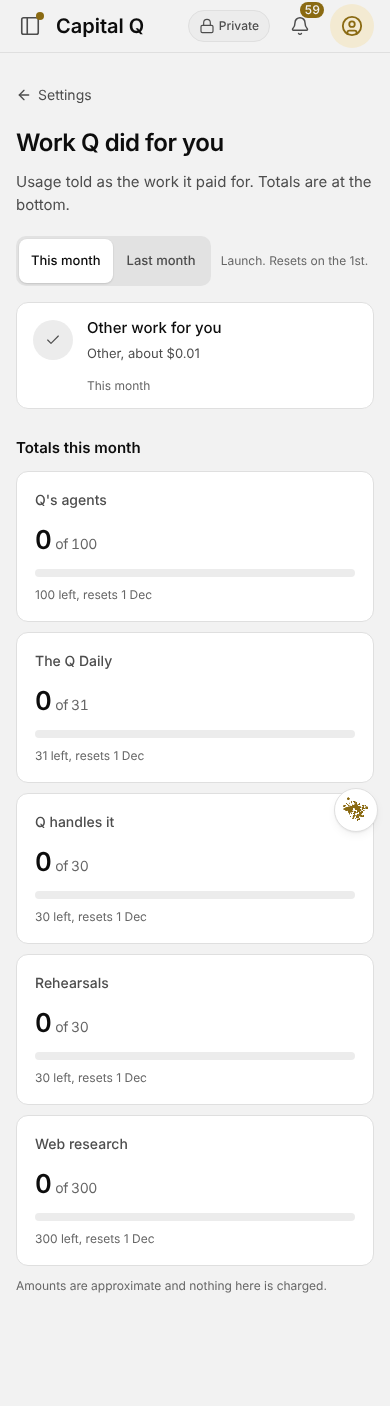 Capital Q
Private
59
Settings
Work Q did for you
Usage told as the work it paid for. Totals are at the
bottom.
This month
Last month
Launch. Resets on the 1st.
Other work for you
Other, about $0.01
This month
Totals this month
Q's agents
0 of 100
100 left, resets 1 Dec
The Q Daily
0 of 31
31 left, resets 1 Dec
Q handles it
0 of 30
30 left, resets 1 Dec
Rehearsals
0 of 30
30 left, resets 1 Dec
Web research
0 of 300
300 left, resets 1 Dec
Amounts are approximate and nothing here is charged.